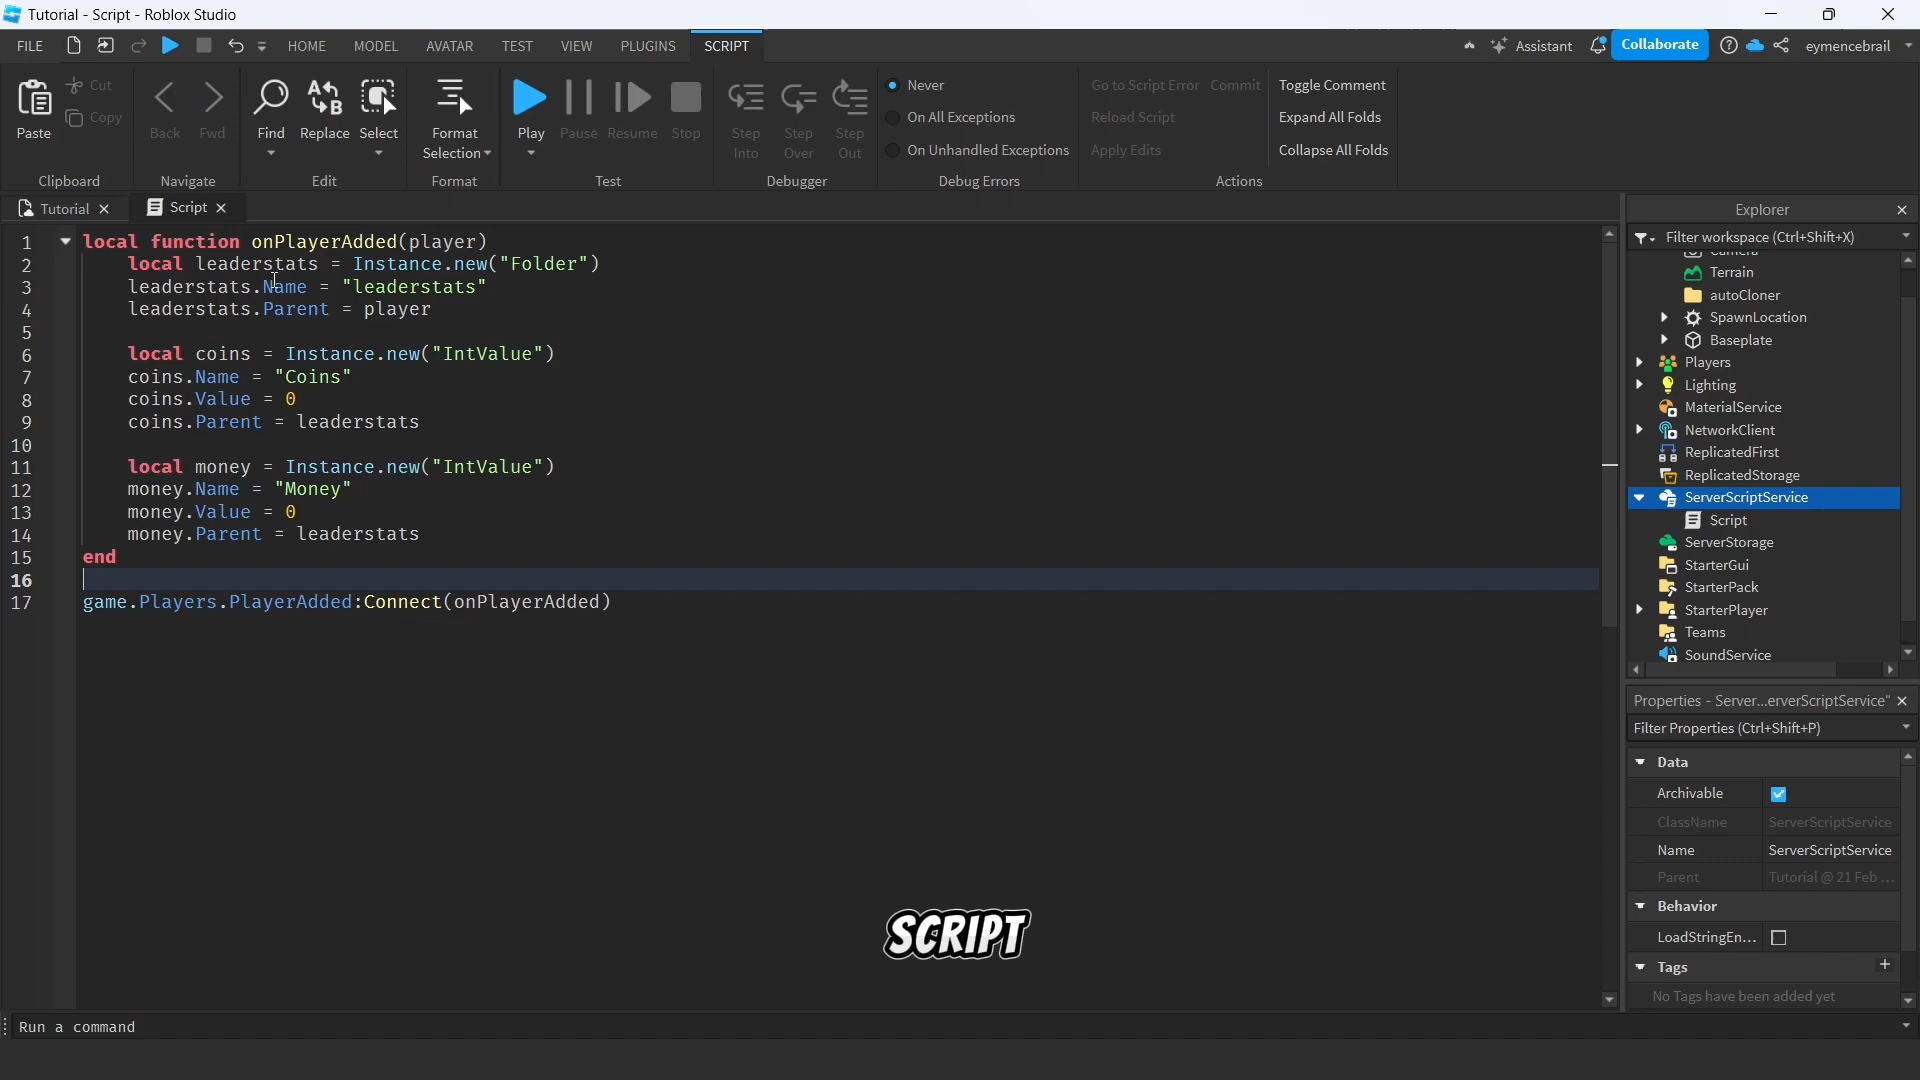 Tutorial - Script - Roblox Studio
FILE HOME MODEL AVATAR TEST VIEW PLUGINS SCRIPT Assistant Collaborate eymencebrail
Paste Cut Copy Back Fwd Find Replace Select Format Selection Play Pause Resume Stop Step Into Step Over Step Out
Never Go to Script Error Commit Toggle Comment
On All Exceptions Reload Script Expand All Folds
On Unhandled Exceptions Apply Edits Collapse All Folds
Clipboard Navigate Edit Format Test Debugger Debug Errors Actions
Tutorial Script
1 local function onPlayerAdded(player)
2 local leaderstats = Instance.new("Folder")
3 leaderstats.Name = "leaderstats"
4 leaderstats.Parent = player
5
6 local coins = Instance.new("IntValue")
7 coins.Name = "Coins"
8 coins.Value = 0
9 coins.Parent = leaderstats
10
11 local money = Instance.new("IntValue")
12 money.Name = "Money"
13 money.Value = 0
14 money.Parent = leaderstats
15 end
16
17 game.Players.PlayerAdded:Connect(onPlayerAdded)
SCRIPT
Run a command
Explorer
Filter workspace (Ctrl+Shift+X)
Camera
Terrain
autoCloner
SpawnLocation
Baseplate
Players
Lighting
MaterialService
NetworkClient
ReplicatedFirst
ReplicatedStorage
ServerScriptService
Script
ServerStorage
StarterGui
StarterPack
StarterPlayer
Teams
SoundService
Properties - Server...erverScriptService"
Filter Properties (Ctrl+Shift+P)
Data
Archivable
ClassName ServerScriptService
Name ServerScriptService
Parent Tutorial @ 21 Feb ...
Behavior
LoadStringEn...
Tags +
No Tags have been added yet